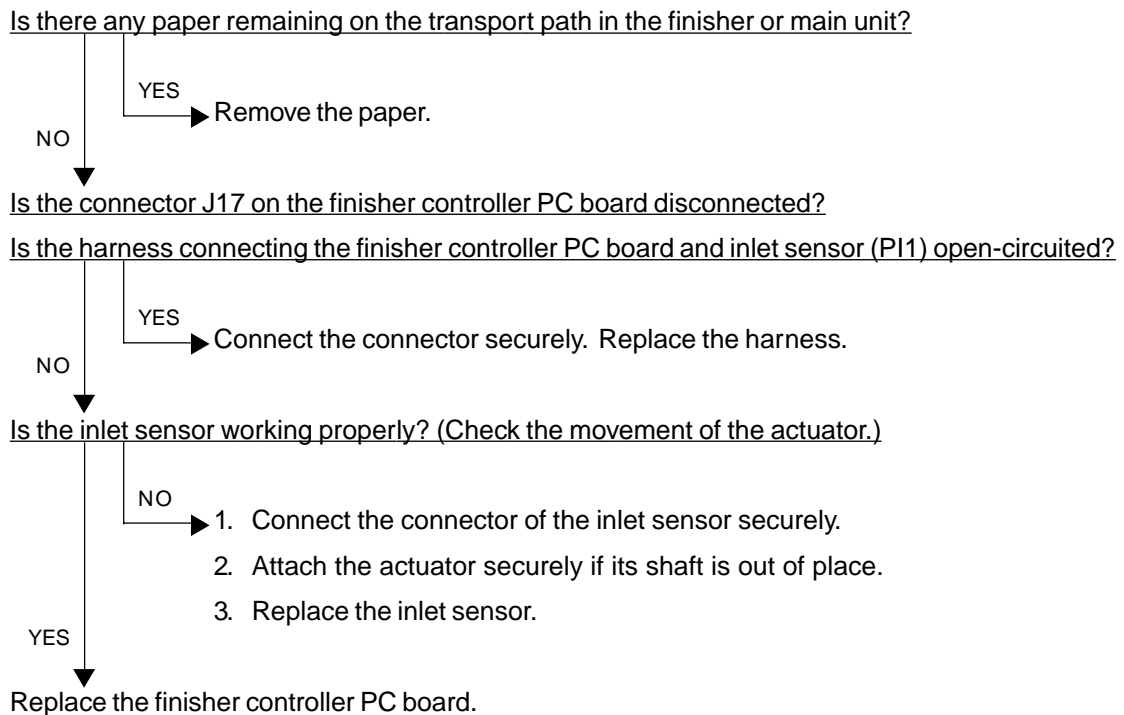 Is there any paper remaining on the transport path in the finisher or main unit?
YES
Remove the paper.
NO
Is the connector J17 on the finisher controller PC board disconnected?
Is the harness connecting the finisher controller PC board and inlet sensor (PI1) open-circuited?
YES
Connect the connector securely. Replace the harness.
NO
Is the inlet sensor working properly? (Check the movement of the actuator.)
NO
1. Connect the connector of the inlet sensor securely.
2. Attach the actuator securely if its shaft is out of place.
3. Replace the inlet sensor.
YES
Replace the finisher controller PC board.